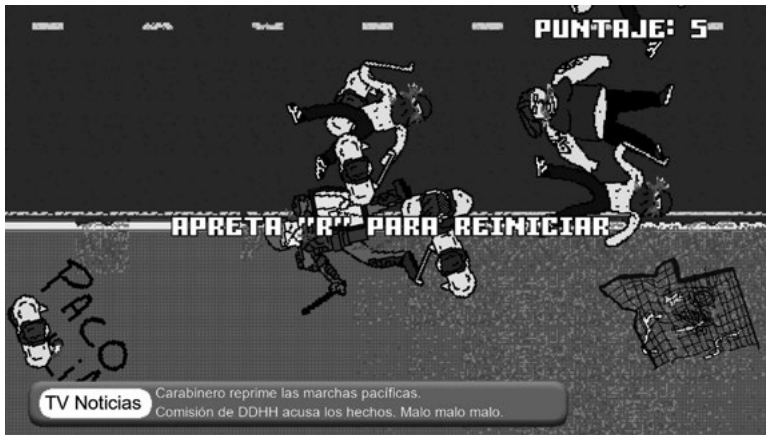 PUNTAJE: 5
APRETA "R" PARA REINICIAR
PACO
TV Noticias
Carabinero reprime las marchas pacíficas.
Comisión de DDHH acusa los hechos. Malo malo malo.